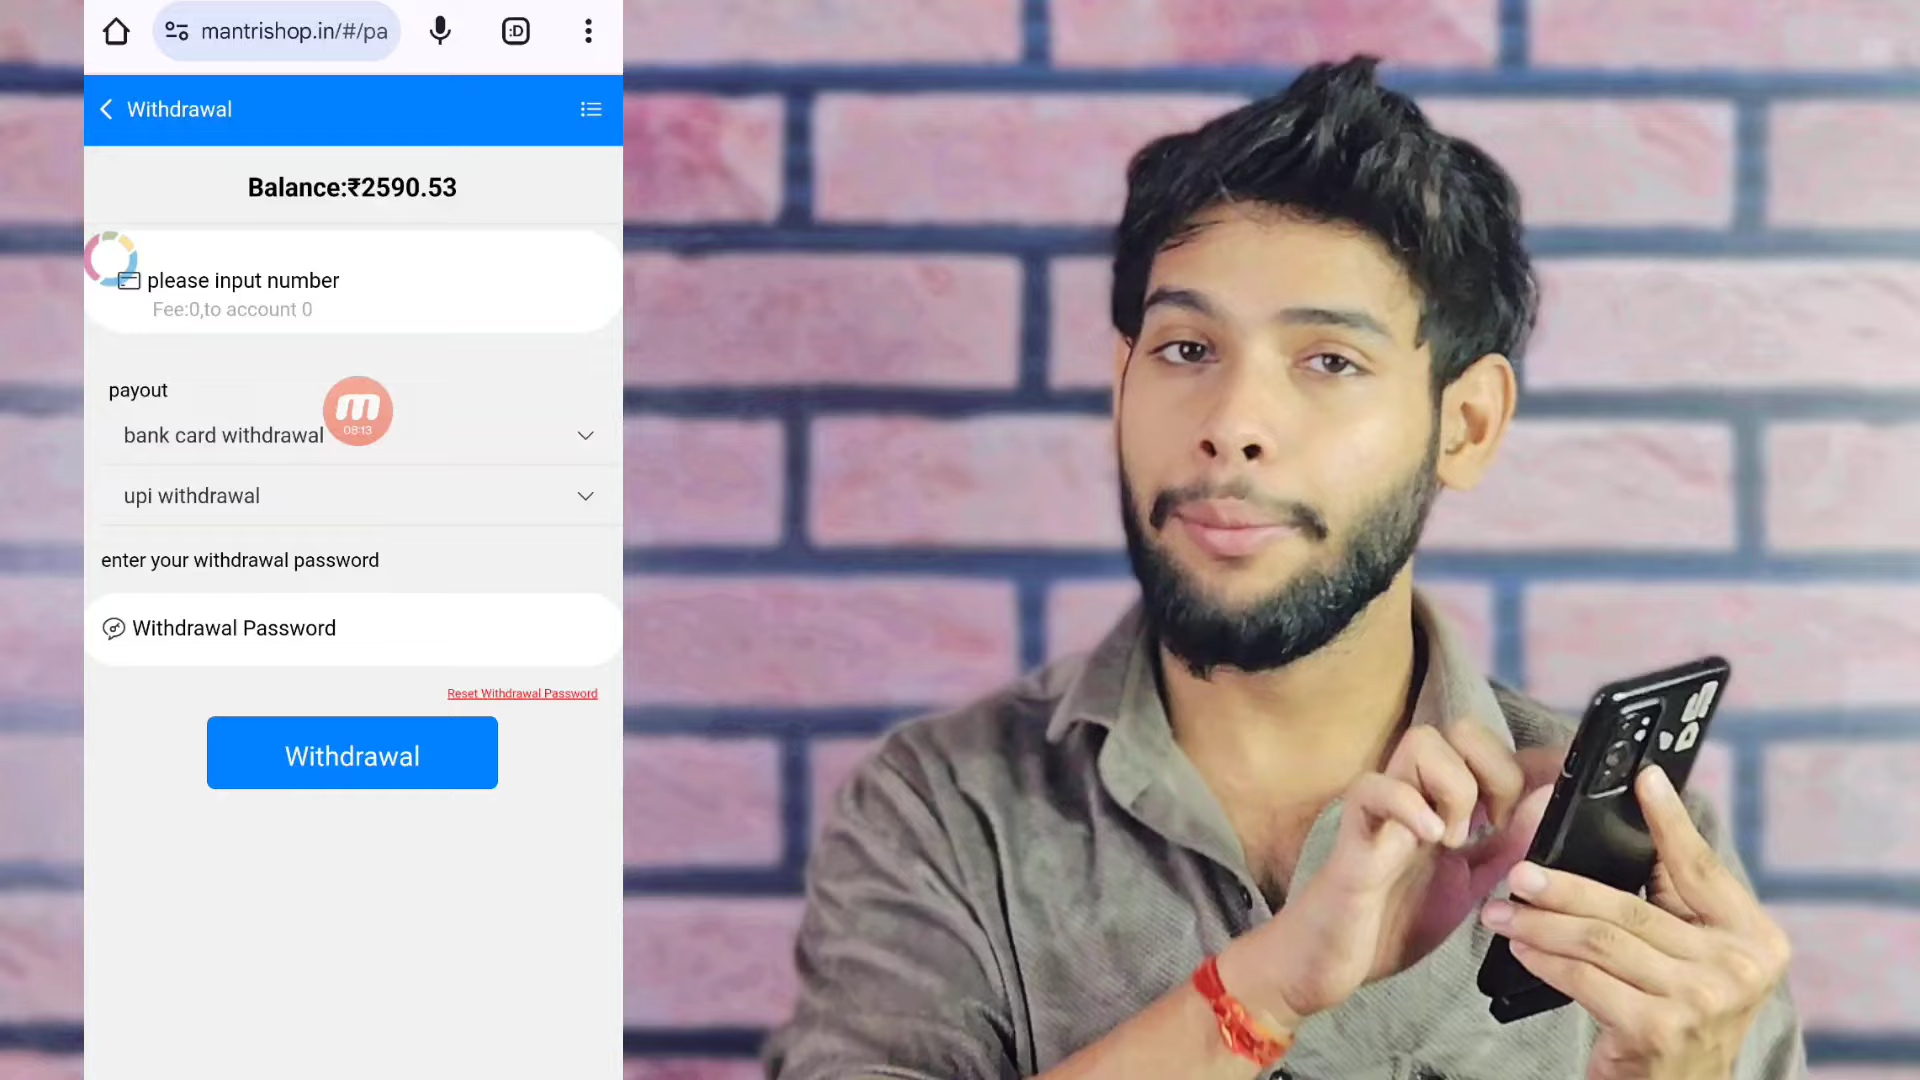 mantrishop.in/#/pa
:D
Withdrawal
Balance:₹2590.53
please input number
Fee:0,to account 0
payout
m
08:13
bank card withdrawal
upi withdrawal
enter your withdrawal password
Withdrawal Password
Reset Withdrawal Password
Withdrawal